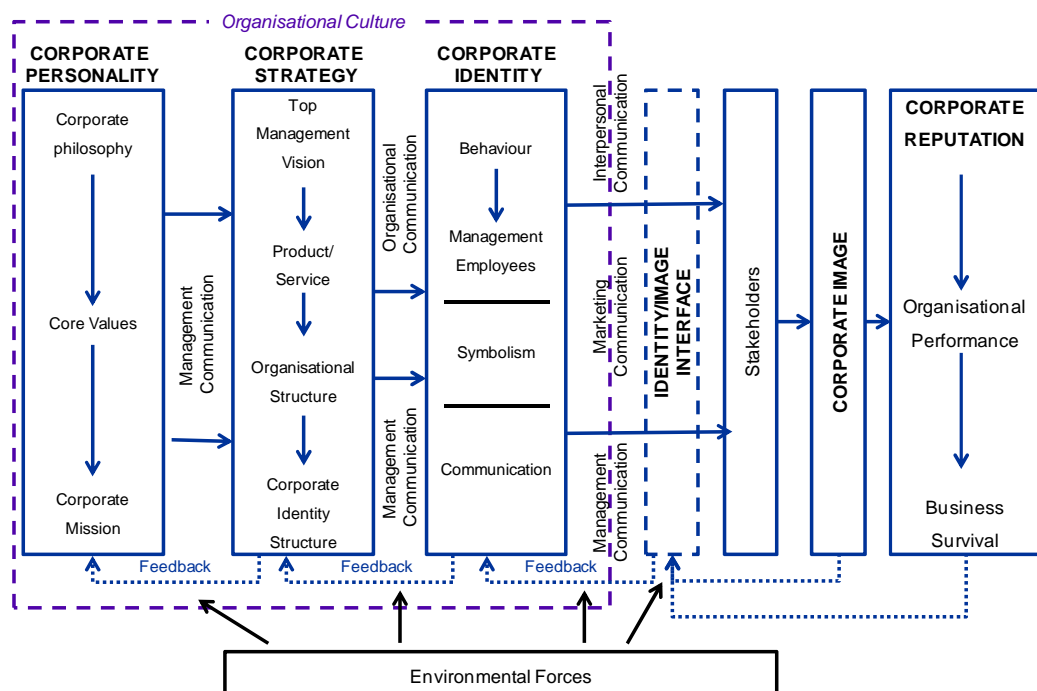 Organisational Culture
CORPORATE
PERSONALITY
CORPORATE
STRATEGY
CORPORATE
IDENTITY
Corporate
philosophy
Core Values
Corporate
Mission
Management
Communication
Top
Management
Vision
Product/
Service
Organisational
Structure
Corporate
Identity
Structure
Organisational
Communication
Management
Communication
Behaviour
Management
Employees
Symbolism
Communication
Interpersonal
Communication
Marketing
Communication
Management
Communication
IDENTITY/IMAGE
INTERFACE
Stakeholders
CORPORATE IMAGE
CORPORATE
REPUTATION
Organisational
Performance
Business
Survival
Feedback
Feedback
Feedback
Environmental Forces